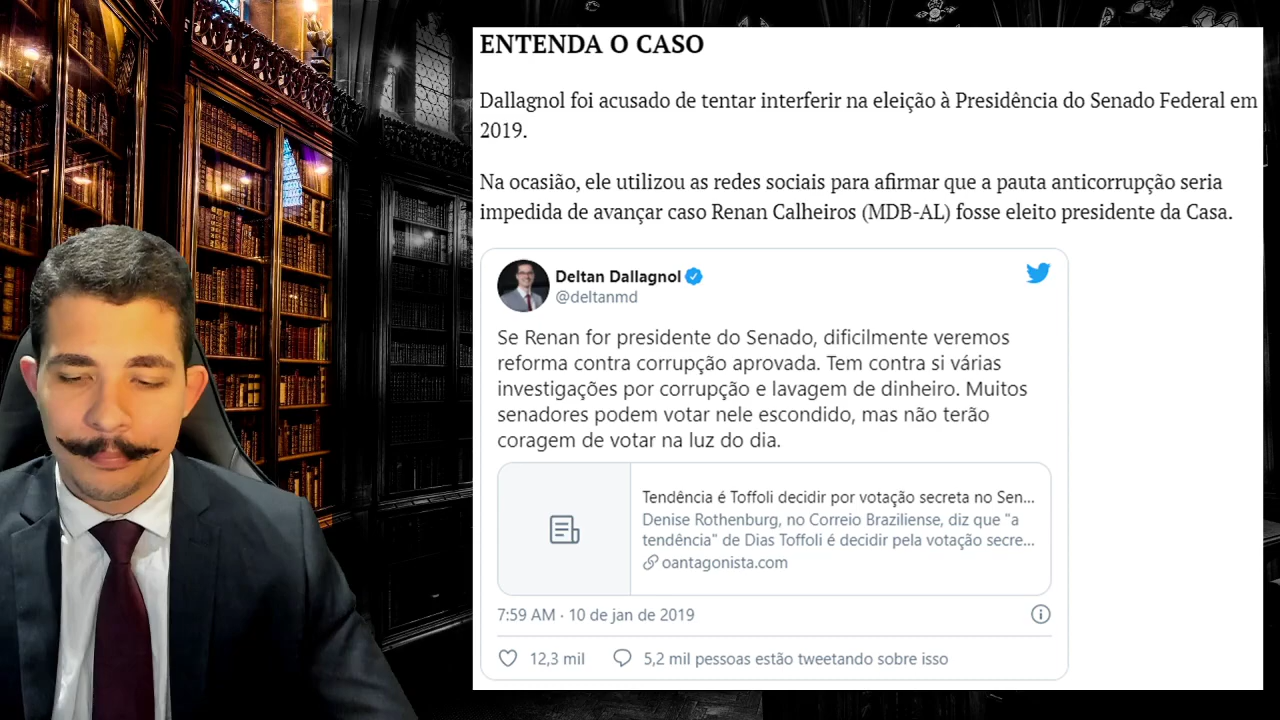 ENTENDA O CASO
Dallagnol foi acusado de tentar interferir na eleição à Presidência do Senado Federal em
2019.
Na ocasião, ele utilizou as redes sociais para afirmar que a pauta anticorrupção seria
impedida de avançar caso Renan Calheiros (MDB-AL) fosse eleito presidente da Casa.
Deltan Dallagnol
@deltanmd
Se Renan for presidente do Senado, dificilmente veremos
reforma contra corrupção aprovada. Tem contra si várias
investigações por corrupção e lavagem de dinheiro. Muitos
senadores podem votar nele escondido, mas não terão
coragem de votar na luz do dia.
Tendência é Toffoli decidir por votação secreta no Sen...
Denise Rothenburg, no Correio Braziliense, diz que "a
tendência" de Dias Toffoli é decidir pela votação secre...
oantagonista.com
7:59 AM · 10 de jan de 2019
12,3 mil
5,2 mil pessoas estão tweetando sobre isso